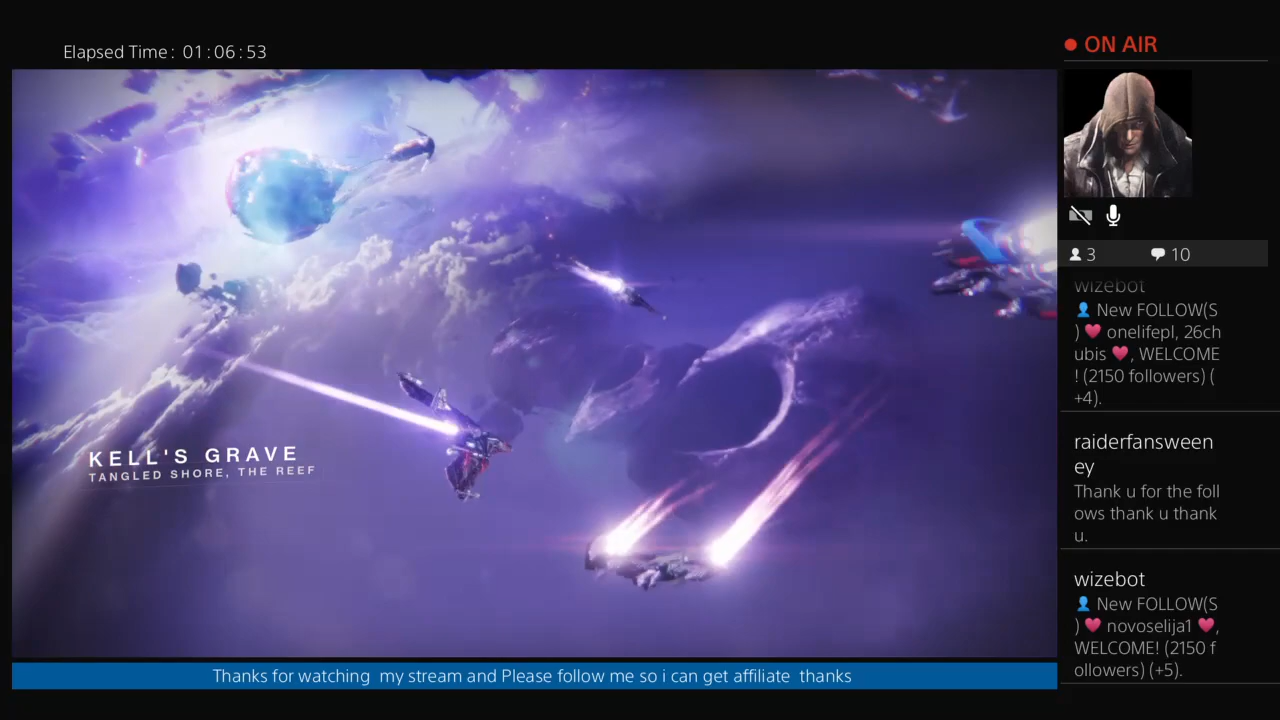 Elapsed Time: 01:06:53
ON AIR
KELL'S GRAVE
TANGLED SHORE, THE REEF
3 10
wizebot
New FOLLOW(S
) ❤ onelifepl, 26ch
ubis ❤, WELCOME
! (2150 followers) (
+4).
raiderfansween
ey
Thank u for the foll
ows thank u thank
u.
wizebot
New FOLLOW(S
) ❤ novoselija1 ❤,
WELCOME! (2150 f
ollowers) (+5).
Thanks for watching  my stream and Please follow me so i can get affiliate  thanks